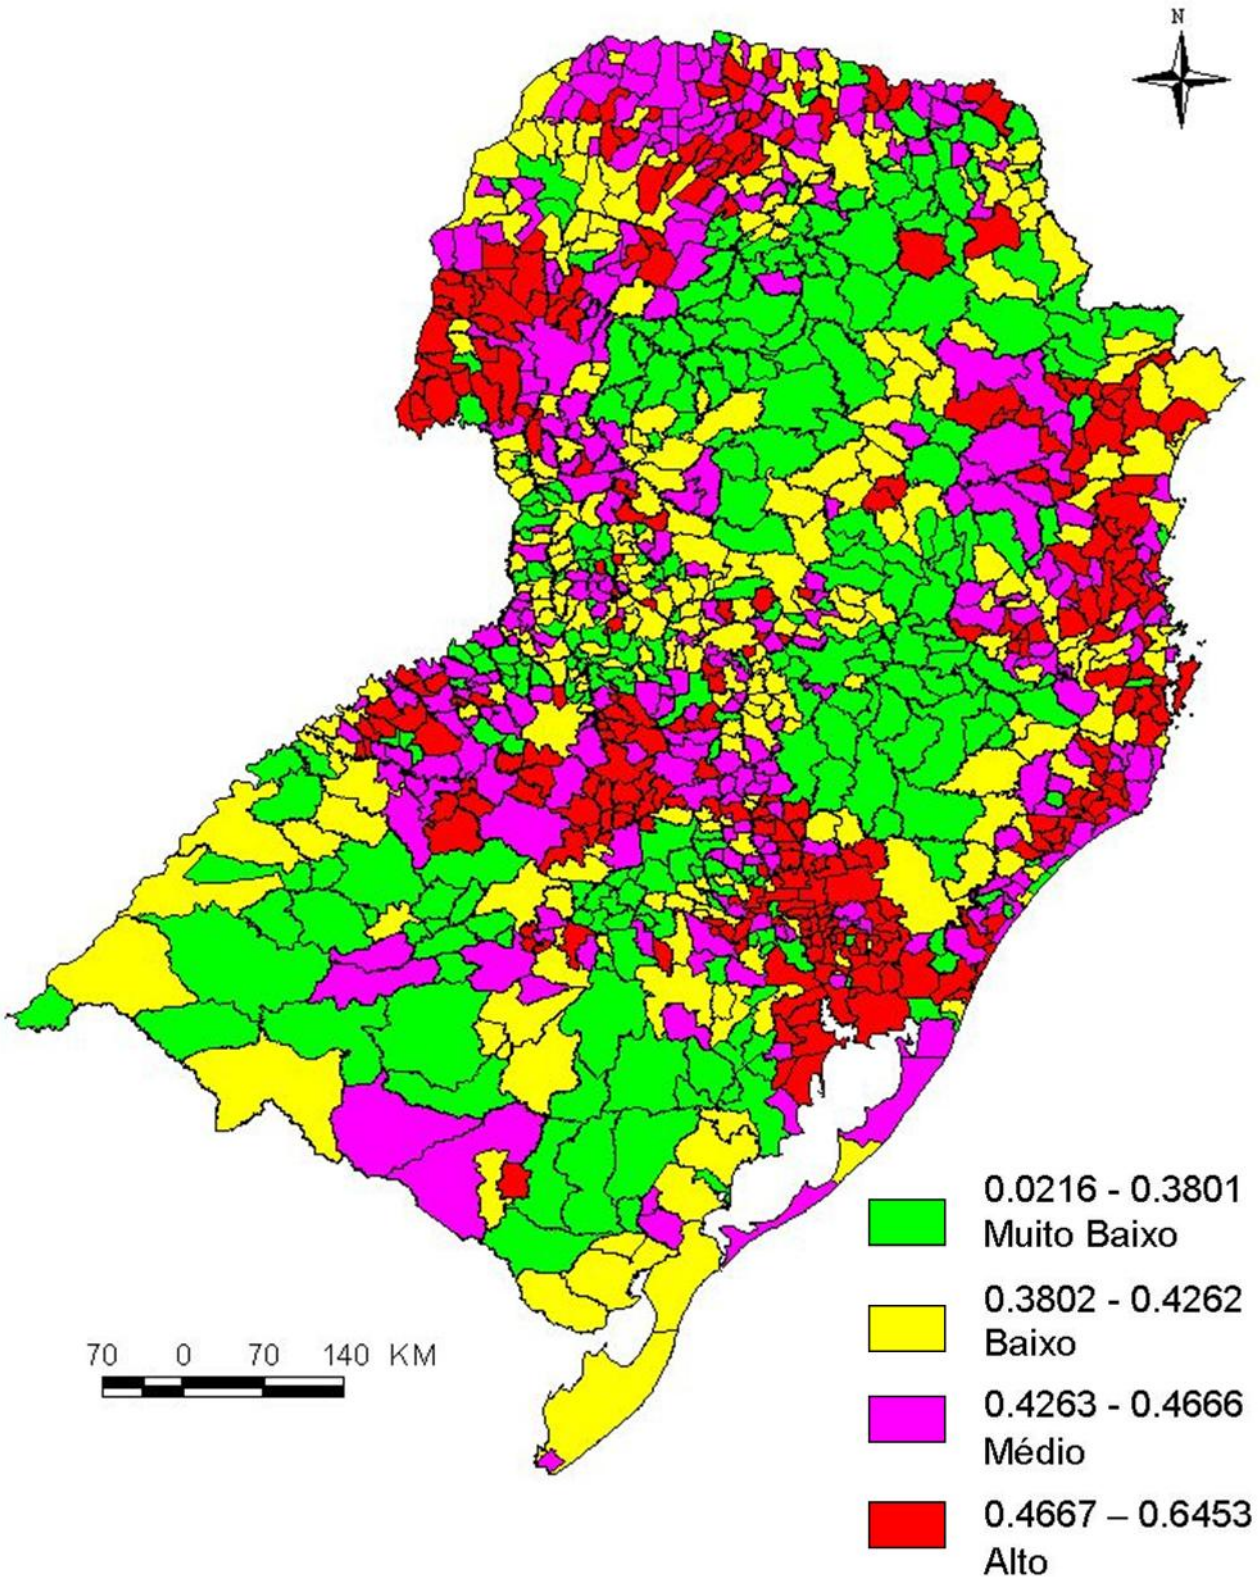 N
0.0216 - 0.3801
Muito Baixo
0.3802 - 0.4262
Baixo
70 0 70 140 KM
0.4263 - 0.4666
Médio
0.4667 – 0.6453
Alto